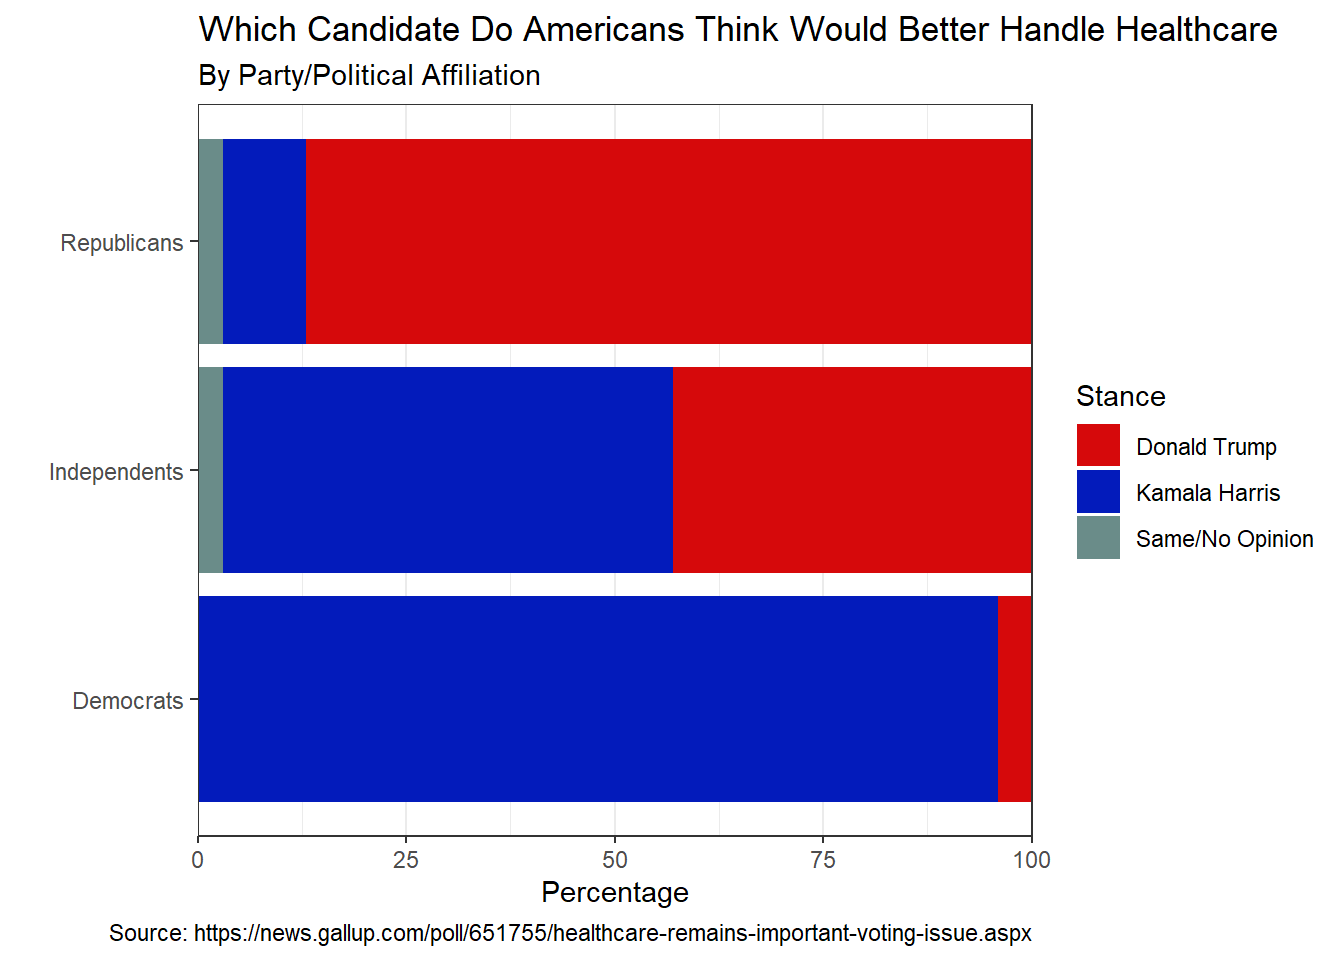 Which Candidate Do Americans Think Would Better Handle Healthcare
By Party/Political Affiliation
Republicans
Independents
Democrats
0 25 50 75 100
Percentage
Stance
Donald Trump
Kamala Harris
Same/No Opinion
Source: https://news.gallup.com/poll/651755/healthcare-remains-important-voting-issue.aspx